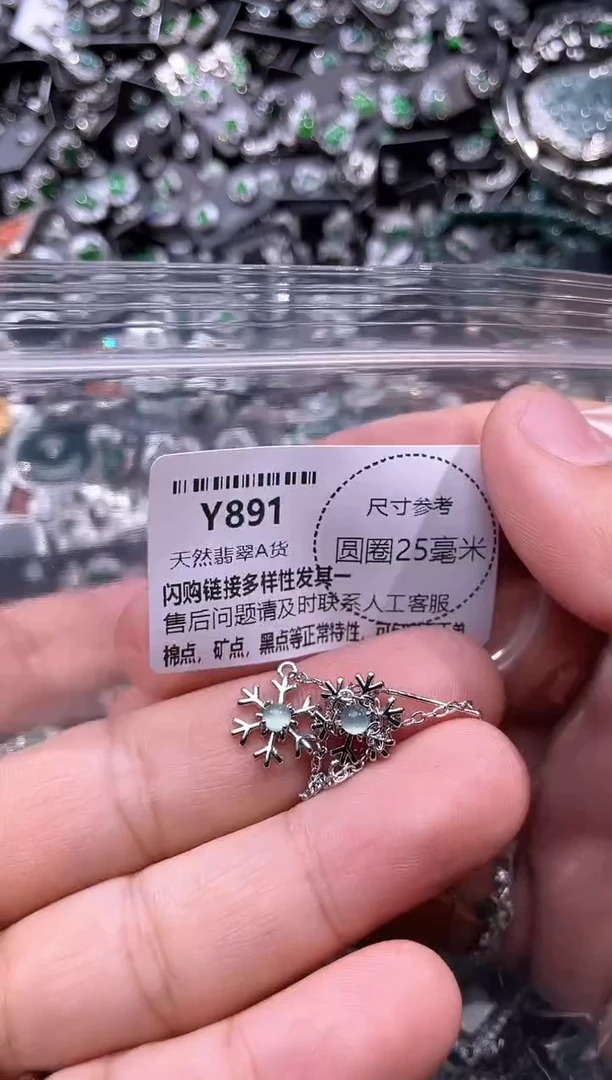 Y891
尺寸参考
圆圈25毫米
天然翡翠A货
闪购链接多样性发其一
售后问题请及时联系人工客服
棉点，矿点，黑点等正常特性，可